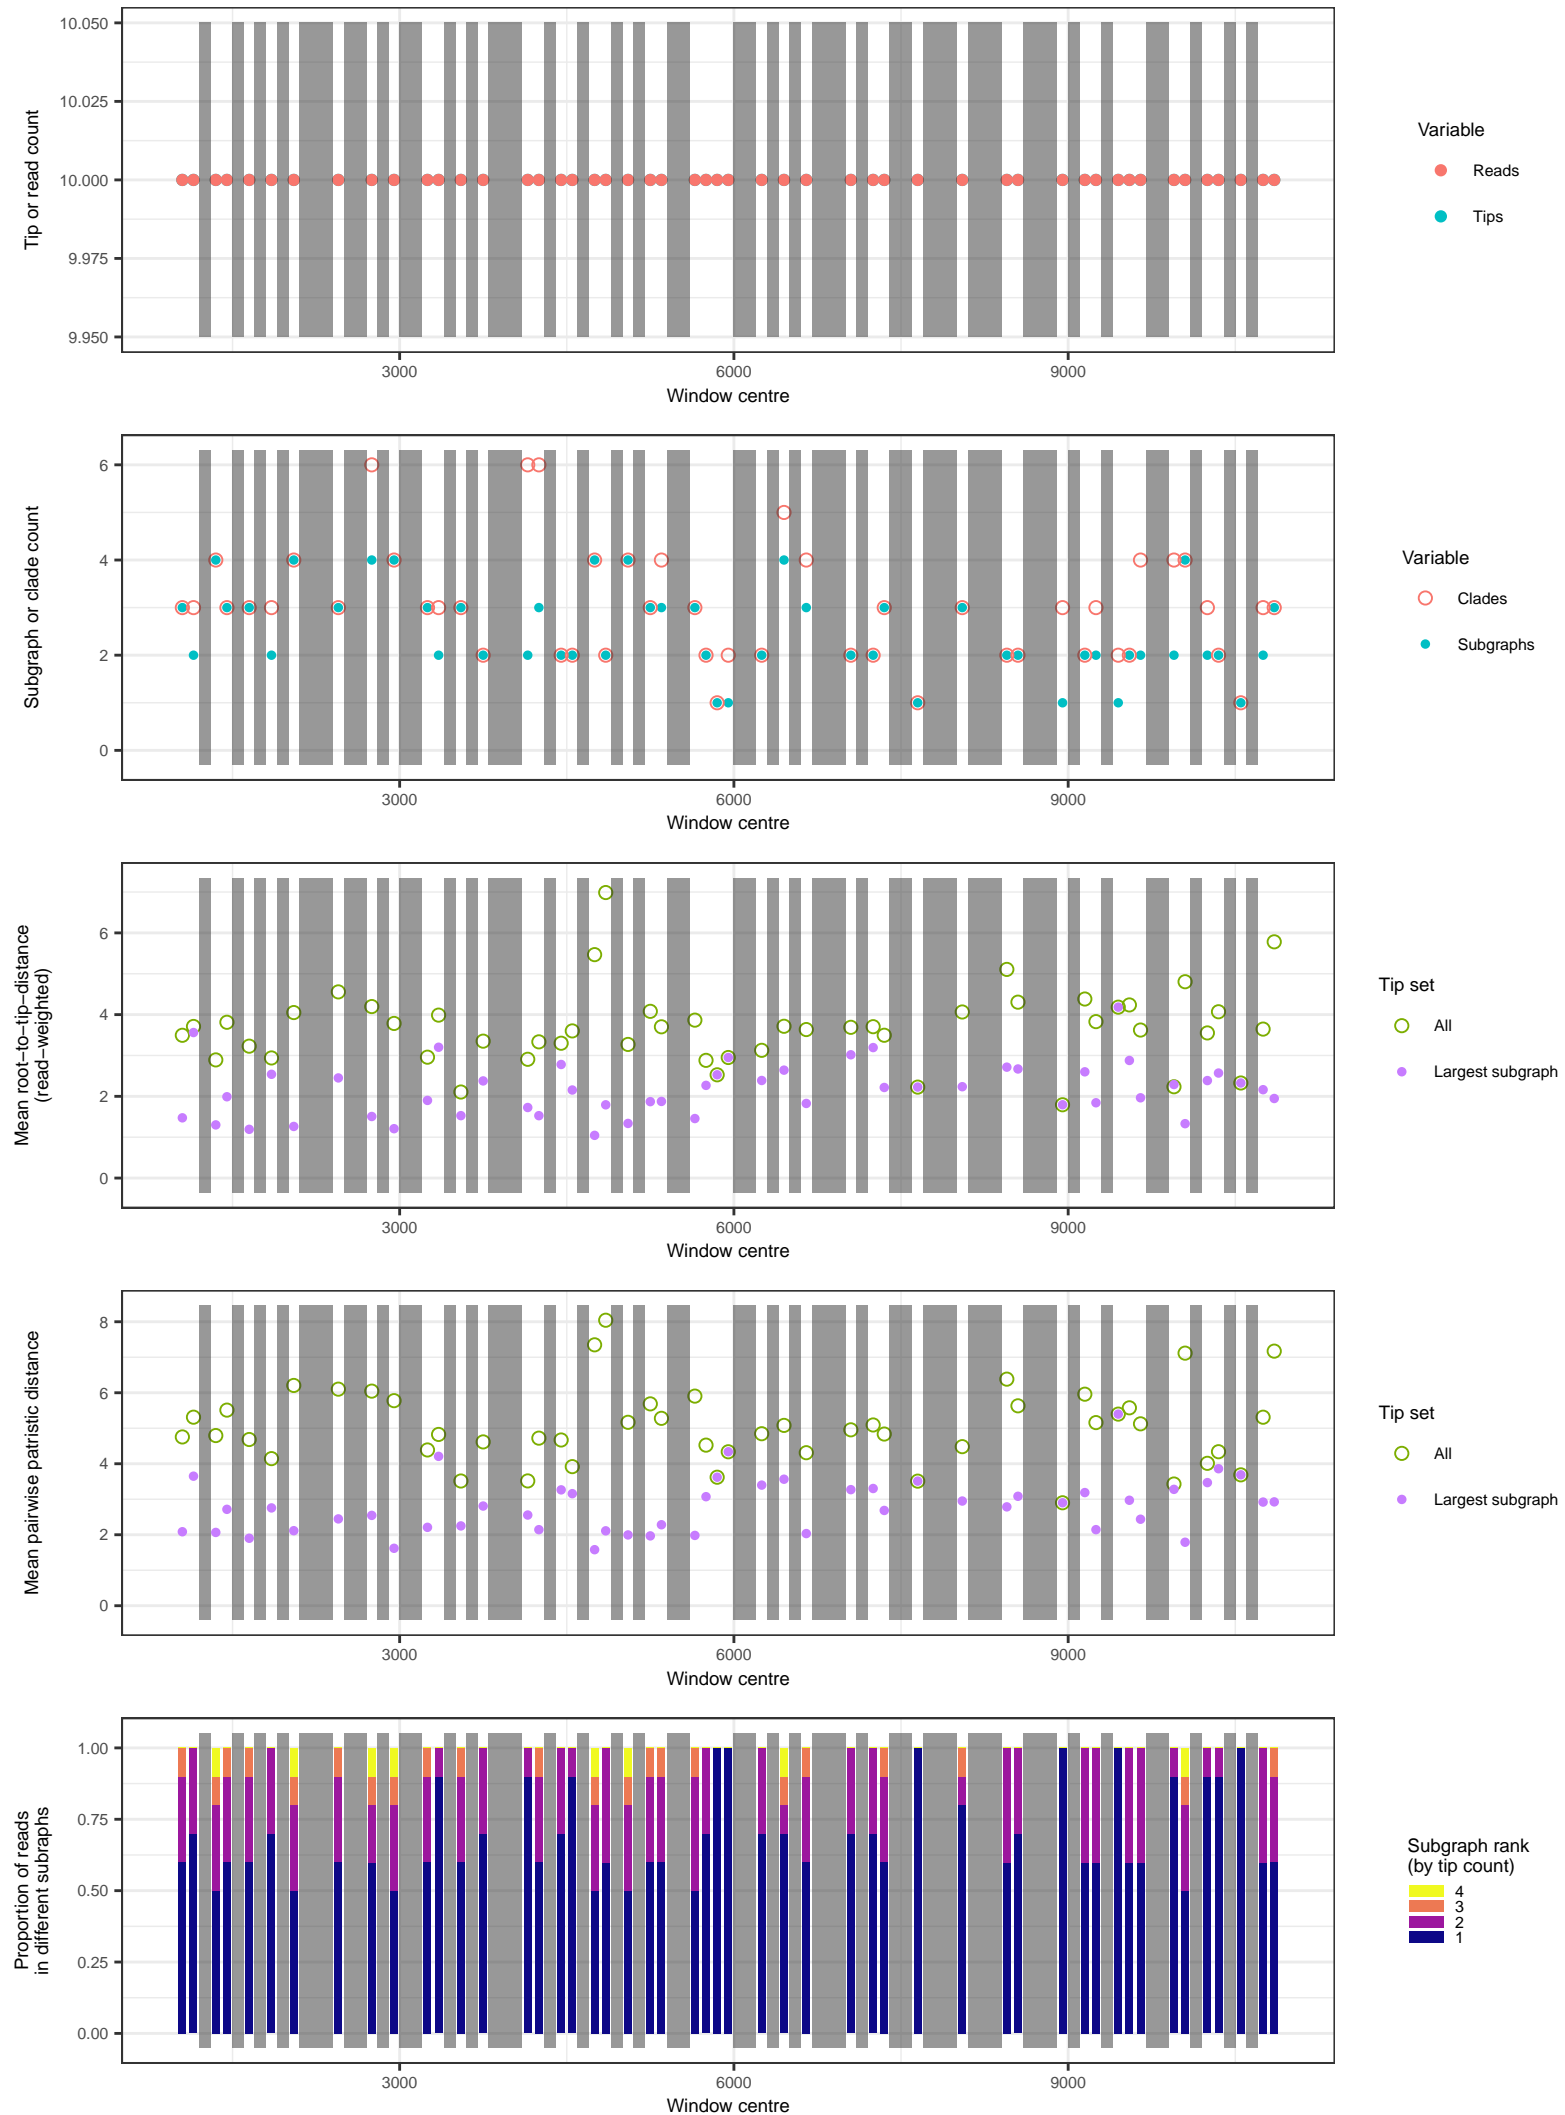 10.050
10.025
10.000
9.975
9.950
Tip or read count
3000
6000
9000
Window centre
Variable
Reads
Tips
6
4
2
0
Subgraph or clade count
3000
6000
9000
Window centre
Variable
Clades
Subgraphs
6
4
2
0
Mean root−to−tip−distance
(read−weighted)
3000
6000
9000
Window centre
Tip set
All
Largest subgraph
8
6
4
2
0
Mean pairwise patristic distance
3000
6000
9000
Window centre
Tip set
All
Largest subgraph
1.00
0.75
0.50
0.25
0.00
Proportion of reads
in different subraphs
3000
6000
9000
Window centre
Subgraph rank
(by tip count)
4
3
2
1